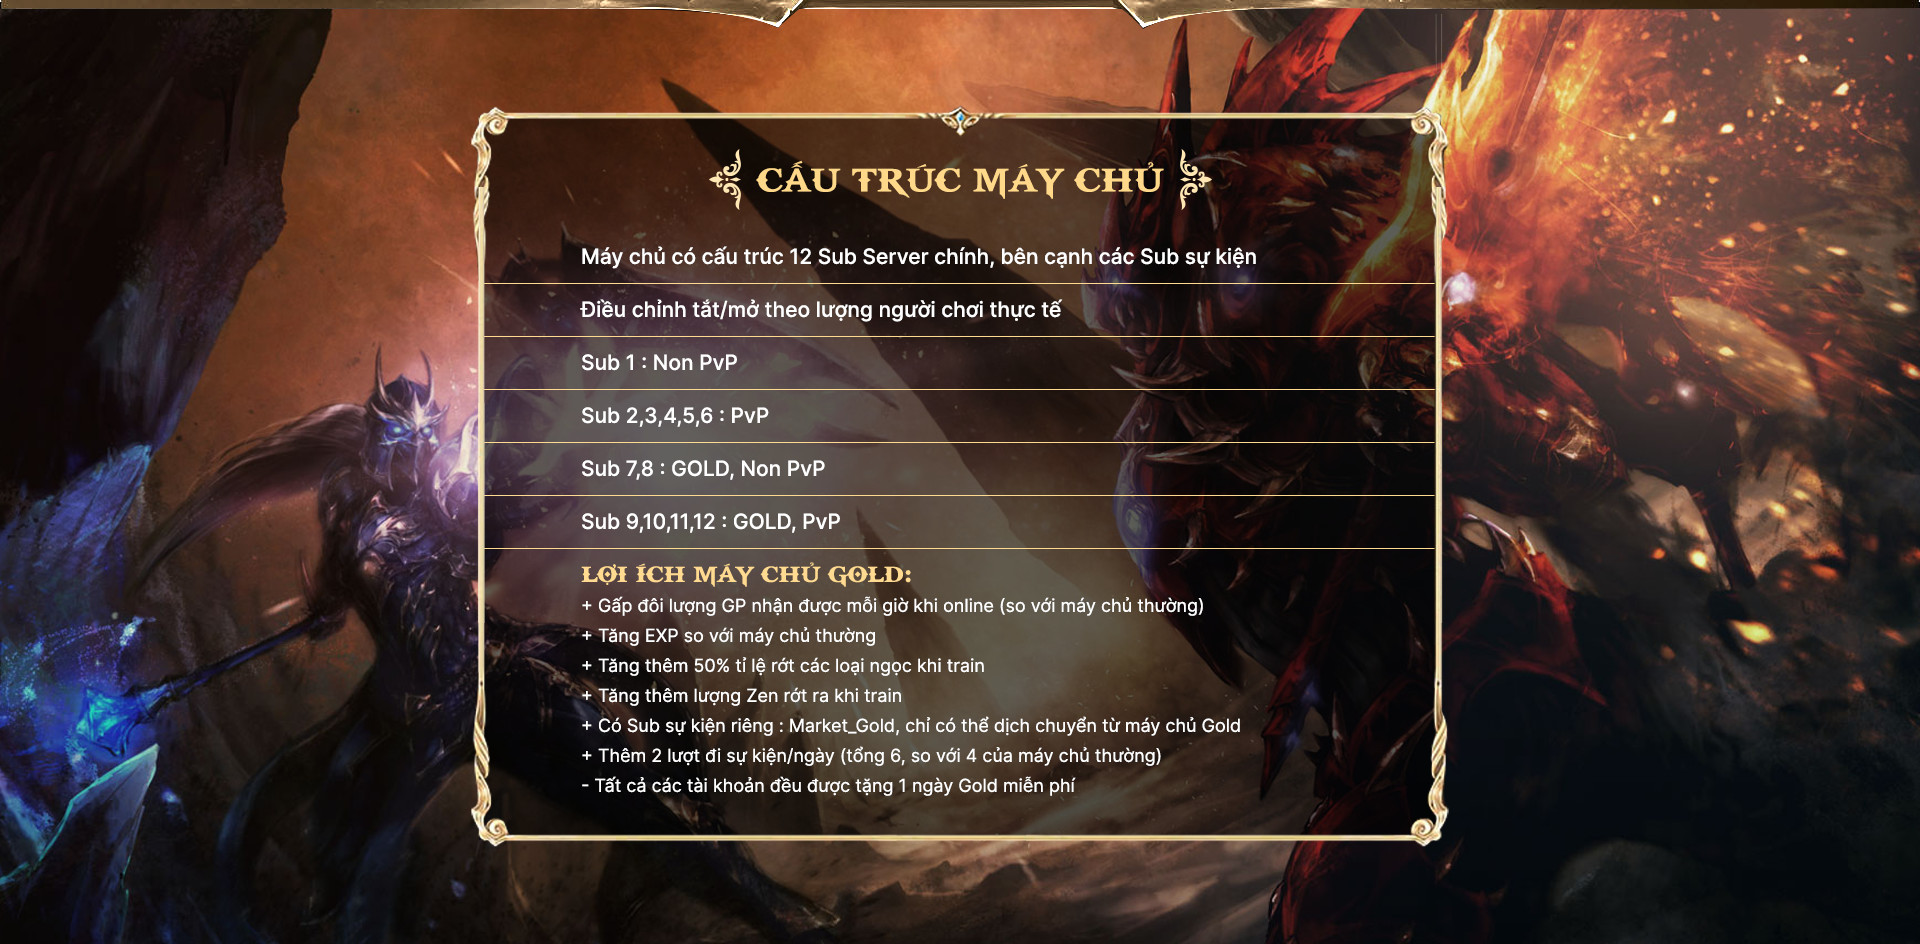 CẤU TRÚC MÁY CHỦ
Máy chủ có cấu trúc 12 Sub Server chính, bên cạnh các Sub sự kiện
Điều chỉnh tắt/mở theo lượng người chơi thực tế
Sub 1 : Non PvP
Sub 2,3,4,5,6 : PvP
Sub 7,8 : GOLD, Non PvP
Sub 9,10,11,12 : GOLD, PvP
LỢI ÍCH MÁY CHỦ GOLD:
+ Gấp đôi lượng GP nhận được mỗi giờ khi online (so với máy chủ thường)
+ Tăng EXP so với máy chủ thường
+ Tăng thêm 50% tỉ lệ rớt các loại ngọc khi train
+ Tăng thêm lượng Zen rớt ra khi train
+ Có Sub sự kiện riêng : Market_Gold, chỉ có thể dịch chuyển từ máy chủ Gold
+ Thêm 2 lượt đi sự kiện/ngày (tổng 6, so với 4 của máy chủ thường)
- Tất cả các tài khoản đều được tặng 1 ngày Gold miễn phí